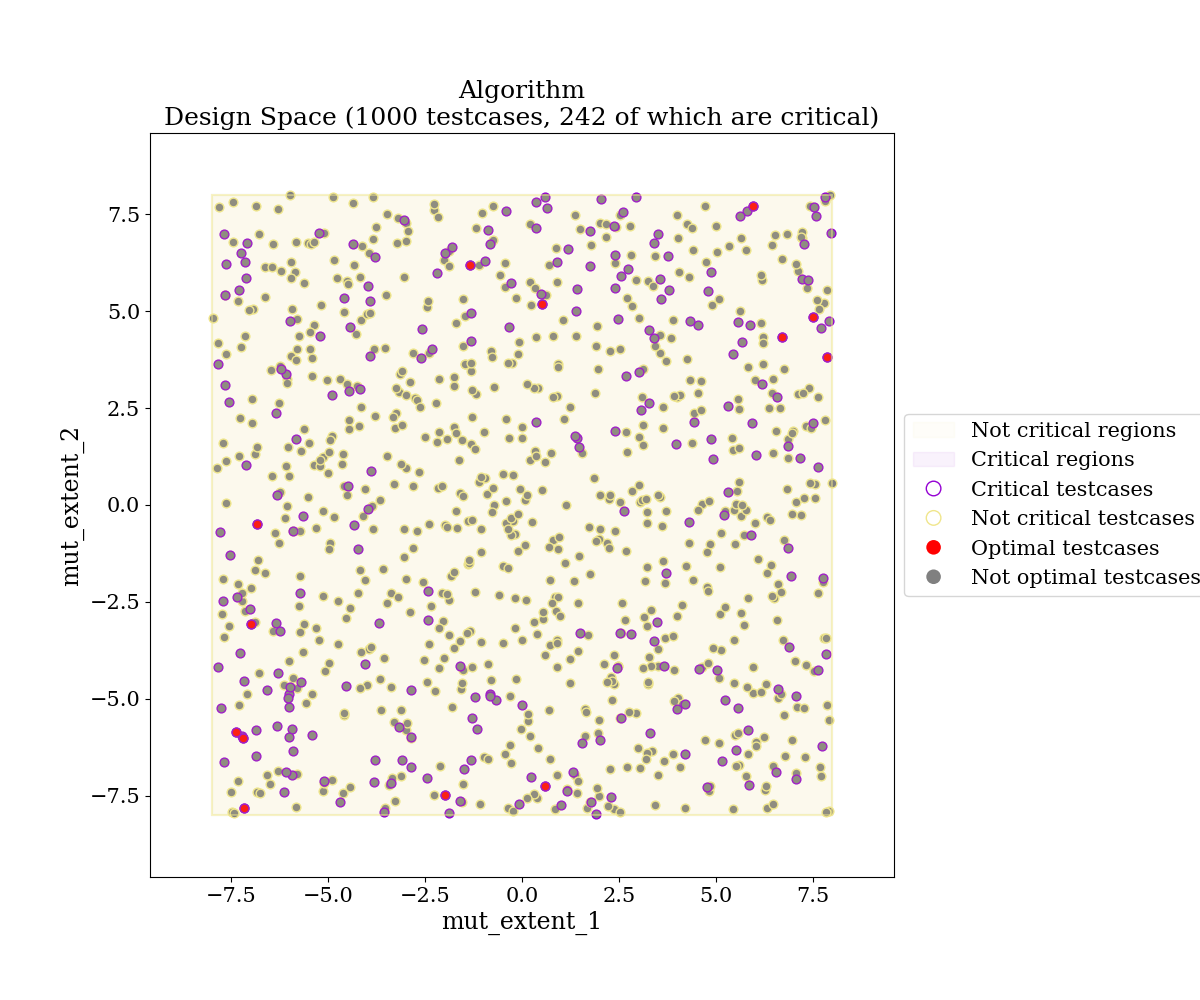 Algorithm
Design Space (1000 testcases, 242 of which are critical)
7.5
5.0
2.5
0.0
−2.5
−5.0
−7.5
mut_extent_2
−7.5
−5.0
−2.5
0.0
2.5
5.0
7.5
mut_extent_1
Not critical regions
Critical regions
Critical testcases
Not critical testcases
Optimal testcases
Not optimal testcases